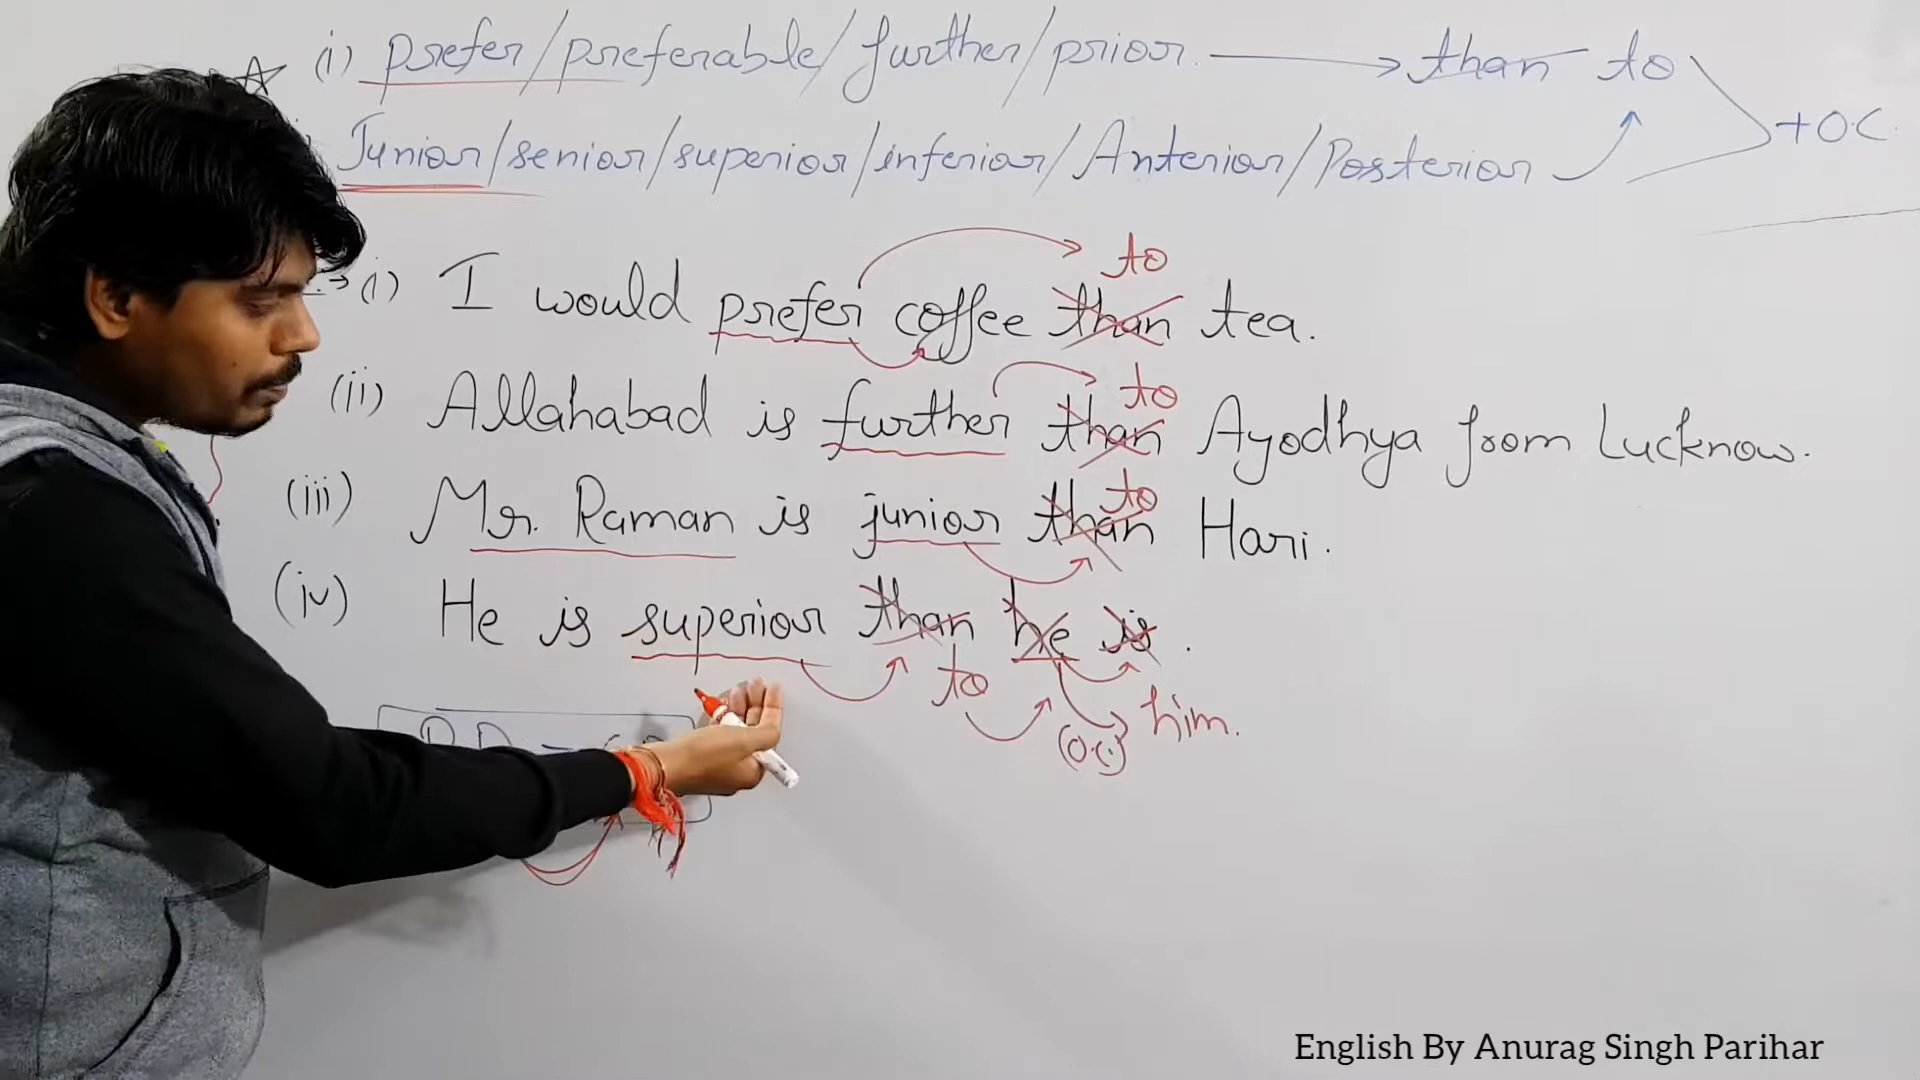 (i) prefer/preferable/further/prior → than to
Junior/senior/superior/inferior/Anterior/Posterior
+O.C.
to
(i) I would prefer coffee than tea.
to
(ii) Allahabad is further than Ayodhya from Lucknow.
to
(iii) Mr. Raman is junior than Hari.
(iv) He is superior than he is.
to
him.
(O.C.)
English By Anurag Singh Parihar